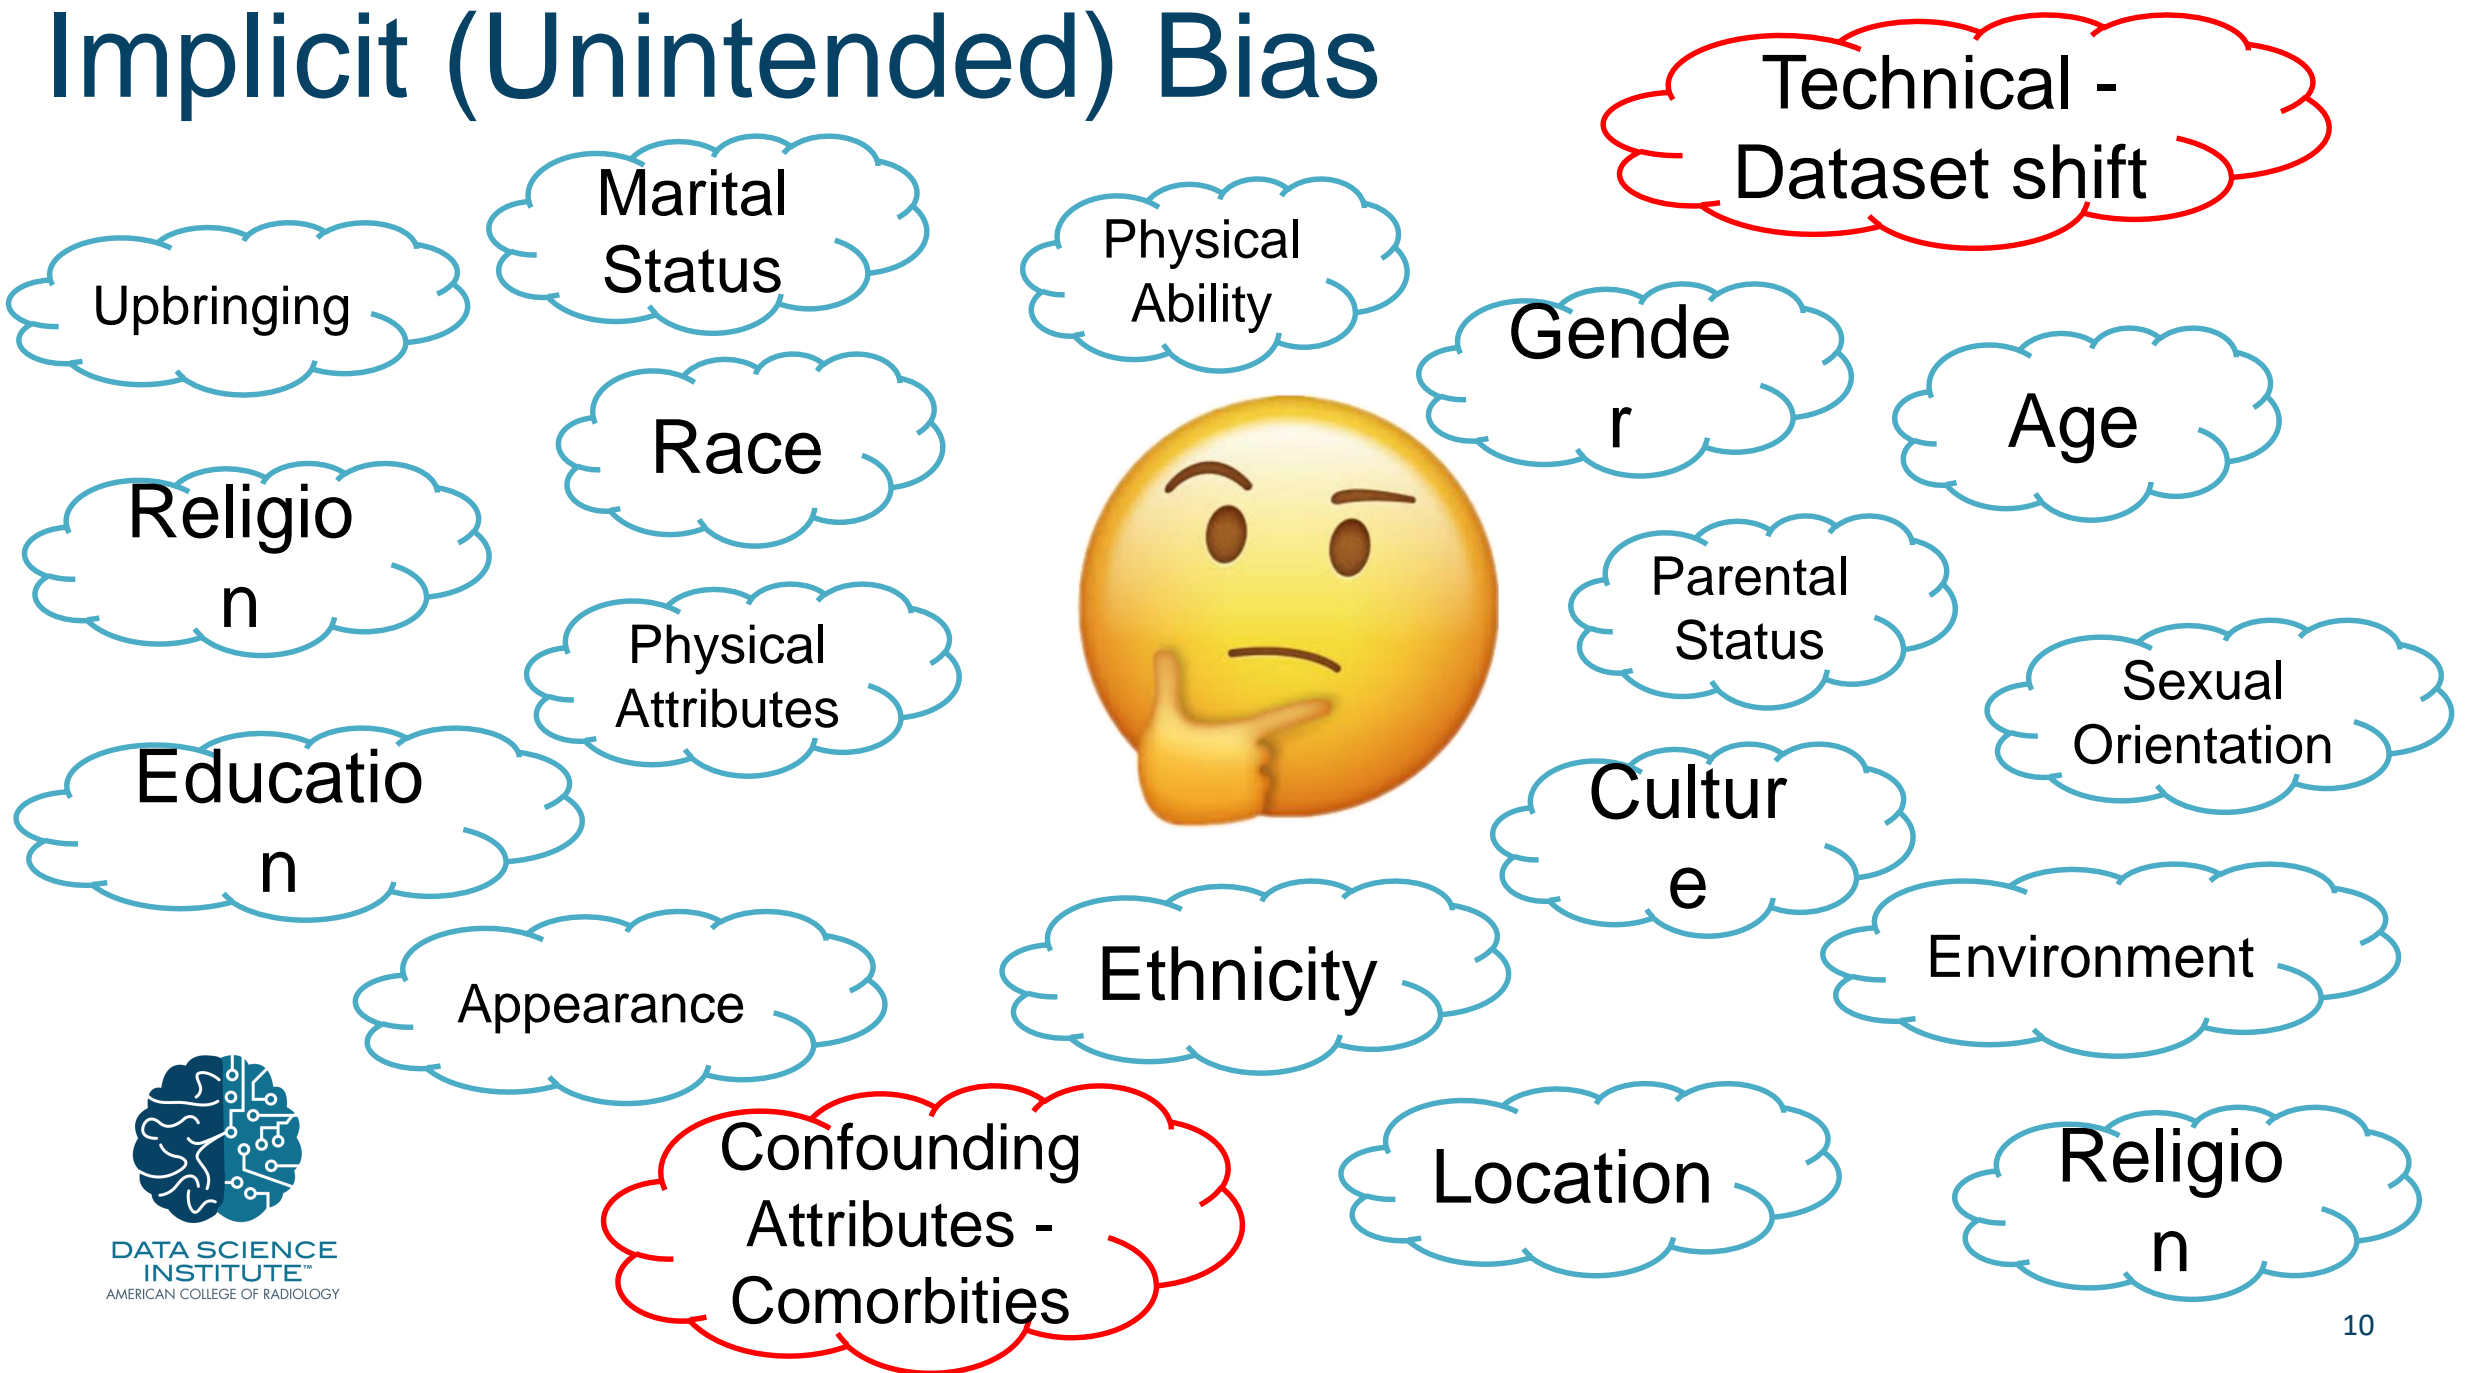 Implicit (Unintended) Bias
Technical -
Dataset shift
Marital
Status
Physical
Ability
Upbringing
Gende
r
Age
Race
Religio
n
Parental
Status
Physical
Attributes
Sexual
Orientation
Educatio
n
Cultur
e
Environment
Ethnicity
Appearance
Confounding
Attributes -
Comorbities
Location
Religio
n
DATA SCIENCE
INSTITUTE™
AMERICAN COLLEGE OF RADIOLOGY
10